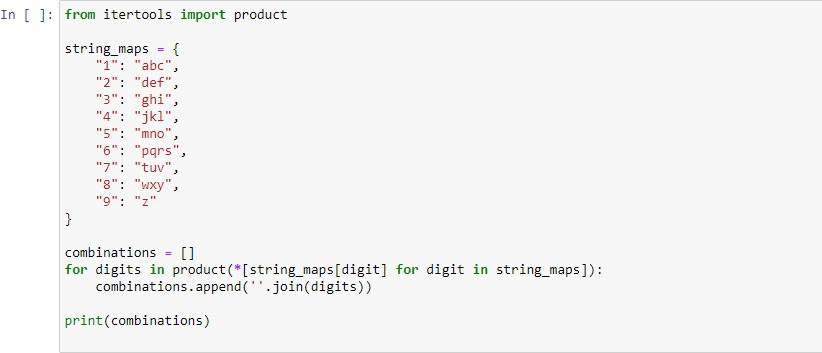 In [ ]: from itertools import product
string_maps = {
    "1": "abc",
    "2": "def",
    "3": "ghi",
    "4": "jkl",
    "5": "mno",
    "6": "pqrs",
    "7": "tuv",
    "8": "wxy",
    "9": "z"
}
combinations = []
for digits in product(*[string_maps[digit] for digit in string_maps]):
    combinations.append(''.join(digits))
print(combinations)